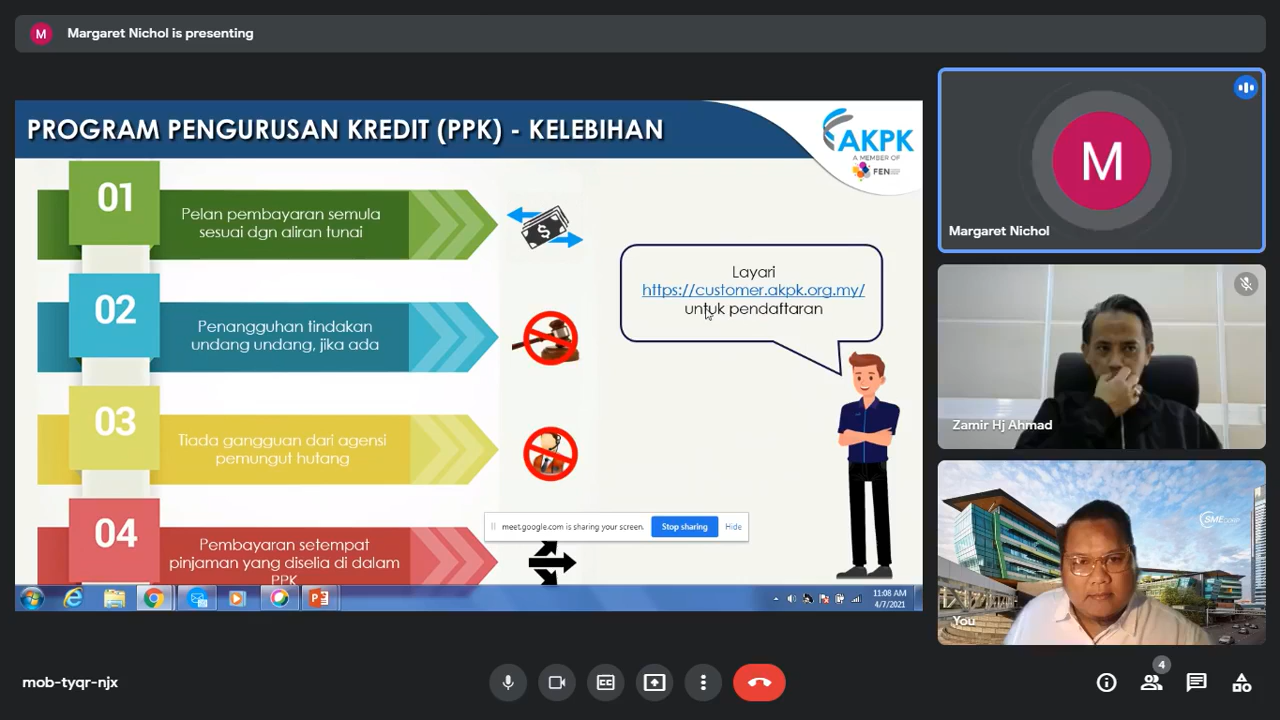 M
Margaret Nichol is presenting
PROGRAM PENGURUSAN KREDIT (PPK) - KELEBIHAN
AKPK
A MEMBER OF
FEN
01
Pelan pembayaran semula
sesuai dgn aliran tunai
$
02
Penangguhan tindakan
undang undang, jika ada
03
Tiada gangguan dari agensi
pemungut hutang
04
Pembayaran setempat
pinjaman yang diselia di dalam
PPK
Layari
https://customer.akpk.org.my/
untuk pendaftaran
meet.google.com is sharing your screen.
Stop sharing
Hide
11:08 AM
4/7/2021
M
Margaret Nichol
Zamir Hj Ahmad
SME CORP
You
mob-tyqr-njx
CC
4